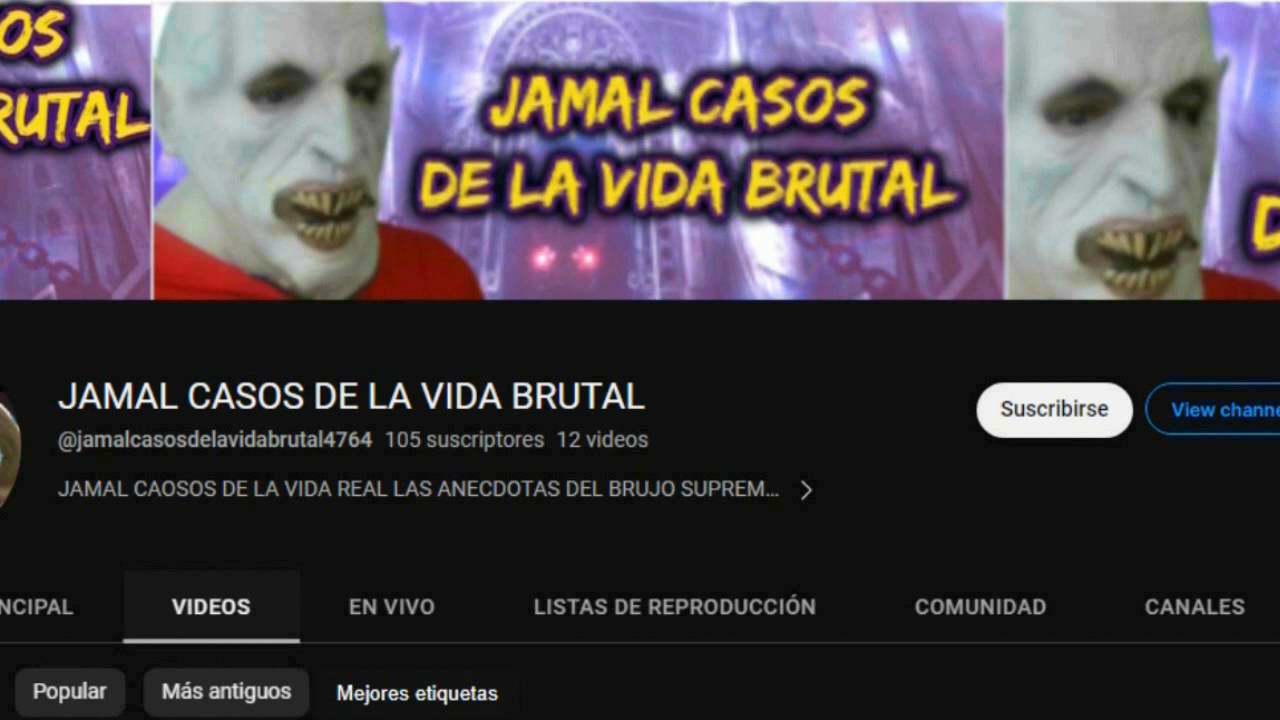 OS
RUTAL
JAMAL CASOS
DE LA VIDA BRUTAL
D
JAMAL CASOS DE LA VIDA BRUTAL
@jamalcasosdelavidabrutal4764 105 suscriptores 12 videos
JAMAL CAOSOS DE LA VIDA REAL LAS ANECDOTAS DEL BRUJO SUPREM...
Suscribirse
View channe
NCIPAL VIDEOS EN VIVO LISTAS DE REPRODUCCIÓN COMUNIDAD CANALES
Popular Más antiguos Mejores etiquetas